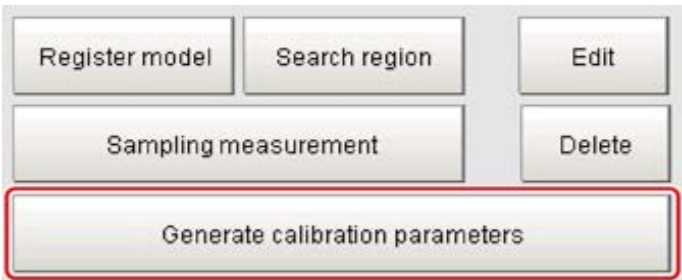 Register model Search region Edit
Sampling measurement Delete
Generate calibration parameters